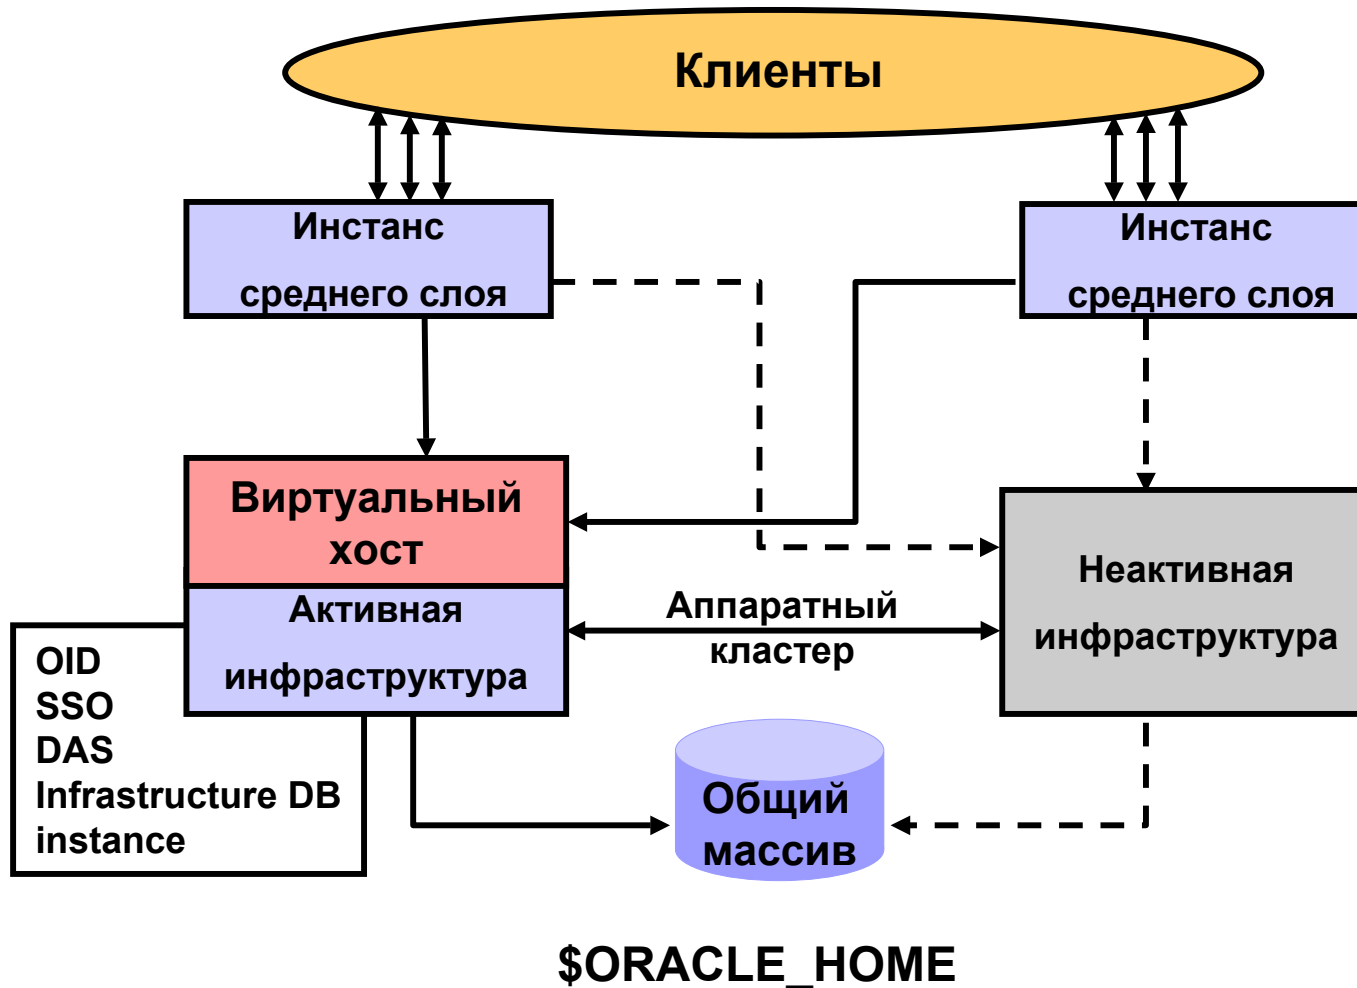 Клиенты
Инстанс
среднего слоя
Инстанс
среднего слоя
Виртуальный
хост
Активная
инфраструктура
Аппаратный
кластер
Неактивная
инфраструктура
OID
SSO
DAS
Infrastructure DB
instance
Общий
массив
$ORACLE_HOME